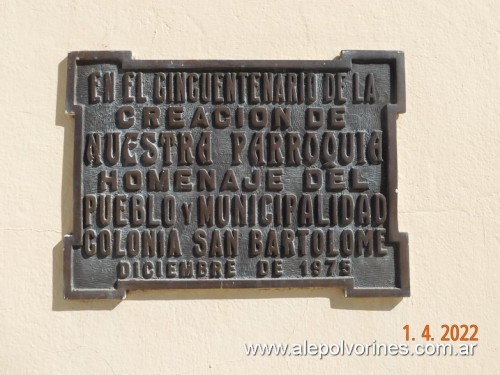 EN EL CINCUENTENARIO DE LA
CREACION DE
NUESTRA PARROQUIA
HOMENAJE DEL
PUEBLO Y MUNICIPALIDAD
COLONIA SAN BARTOLOME
DICIEMBRE DE 1975
1. 4. 2022
www.alepolvorines.com.ar